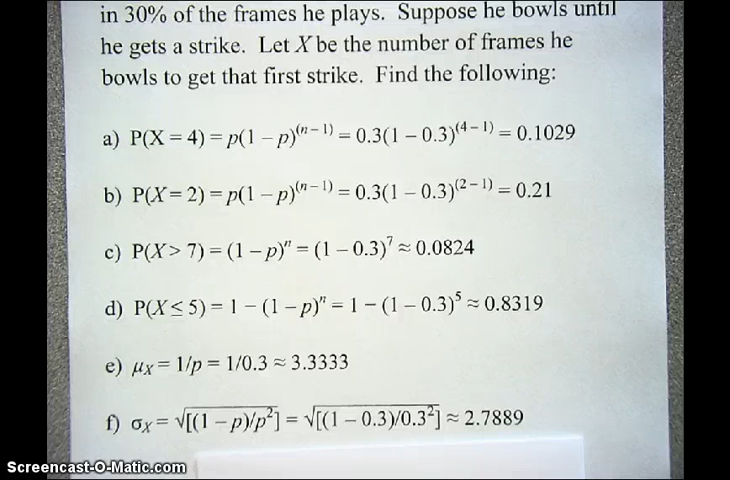 in 30% of the frames he plays. Suppose he bowls until
he gets a strike. Let X be the number of frames he
bowls to get that first strike. Find the following:
a) P(X = 4) = p(1 – p)⁽ⁿ⁻¹⁾ = 0.3(1 – 0.3)⁽⁴⁻¹⁾ = 0.1029
b) P(X = 2) = p(1 – p)⁽ⁿ⁻¹⁾ = 0.3(1 – 0.3)⁽²⁻¹⁾ = 0.21
c) P(X > 7) = (1 – p)ⁿ = (1 – 0.3)⁷ ≈ 0.0824
d) P(X ≤ 5) = 1 – (1 – p)ⁿ = 1 – (1 – 0.3)⁵ ≈ 0.8319
e) μₓ = 1/p = 1/0.3 ≈ 3.3333
f) σₓ = √[(1 – p)/p²] = √[(1 – 0.3)/0.3²] ≈ 2.7889
Screencast-O-Matic.com